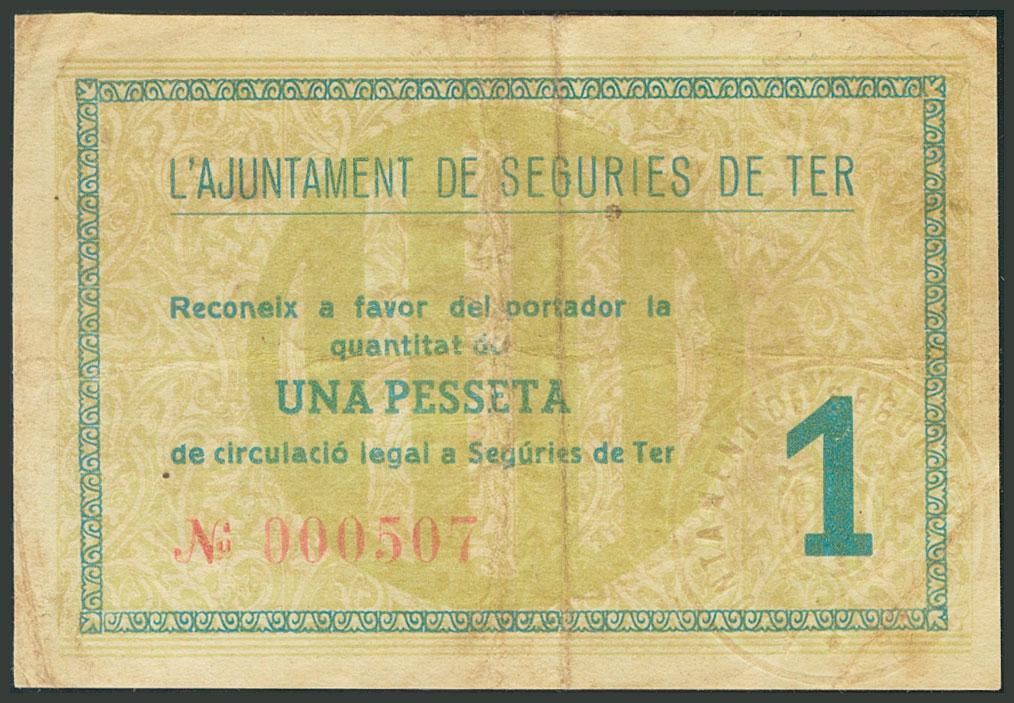 L'AJUNTAMENT DE SEGURIES DE TER
Reconeix a favor del portador la
quantitat de
UNA PESSETA
de circulació legal a Segúries de Ter
1
Nú 000507